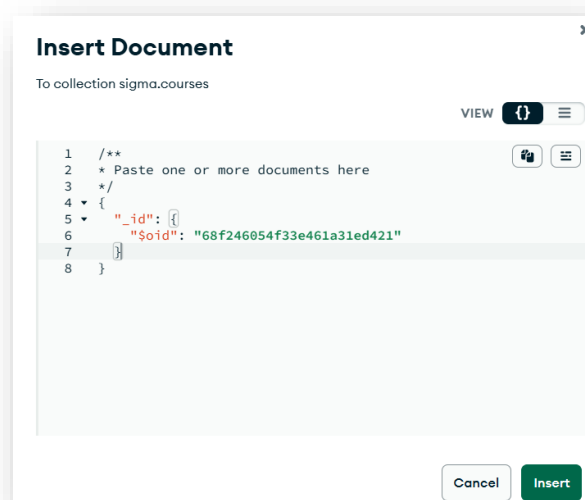 Insert Document
To collection sigma.courses
VIEW {}
1 /**
2 * Paste one or more documents here
3 */
4 {
5 "_id": {
6 "$oid": "68f246054f33e461a31ed421"
7 }
8 }
Cancel Insert